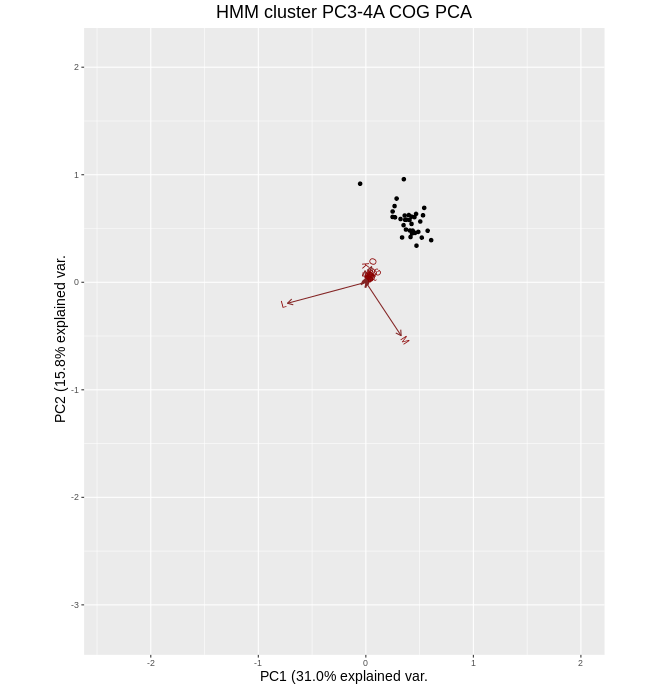 HMM cluster PC3-4A COG PCA
2
1
0
-1
-2
-3
PC2 (15.8% explained var.
L
M
K
Q
-2
-1
0
1
2
PC1 (31.0% explained var.